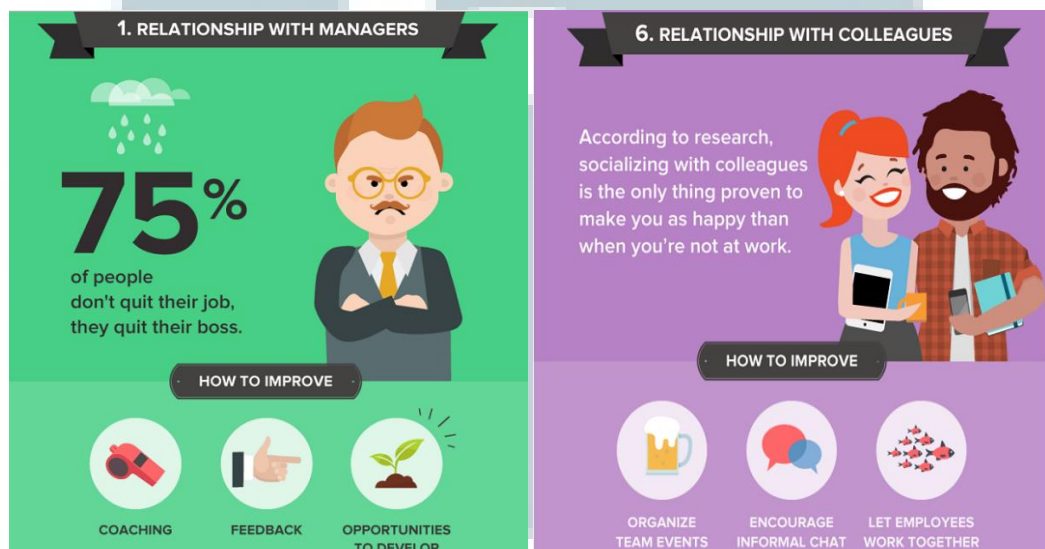 1. RELATIONSHIP WITH MANAGERS
75%
of people
don't quit their job,
they quit their boss.
HOW TO IMPROVE
COACHING
FEEDBACK
OPPORTUNITIES
TO DEVELOP
6. RELATIONSHIP WITH COLLEAGUES
According to research,
socializing with colleagues
is the only thing proven to
make you as happy than
when you're not at work.
HOW TO IMPROVE
ORGANIZE
TEAM EVENTS
ENCOURAGE
INFORMAL CHAT
LET EMPLOYEES
WORK TOGETHER